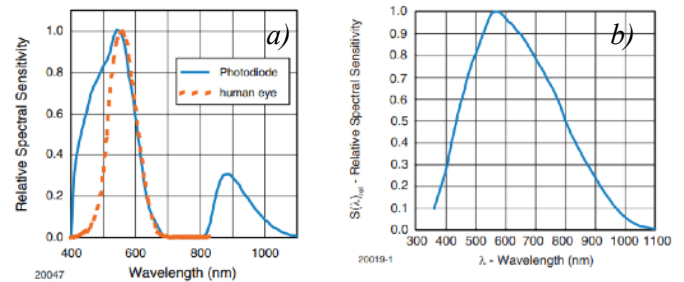 a)
Relative Spectral Sensitivity
1.0
0.8
0.6
0.4
0.2
0.0
Photodiode
human eye
400
600
800
1000
20047
Wavelength (nm)
b)
S(λ)rel - Relative Spectral Sensitivity
1.0
0.9
0.8
0.7
0.6
0.5
0.4
0.3
0.2
0.1
0.0
300 400 500 600 700 800 900 1000 1100
20019-1
λ - Wavelength (nm)